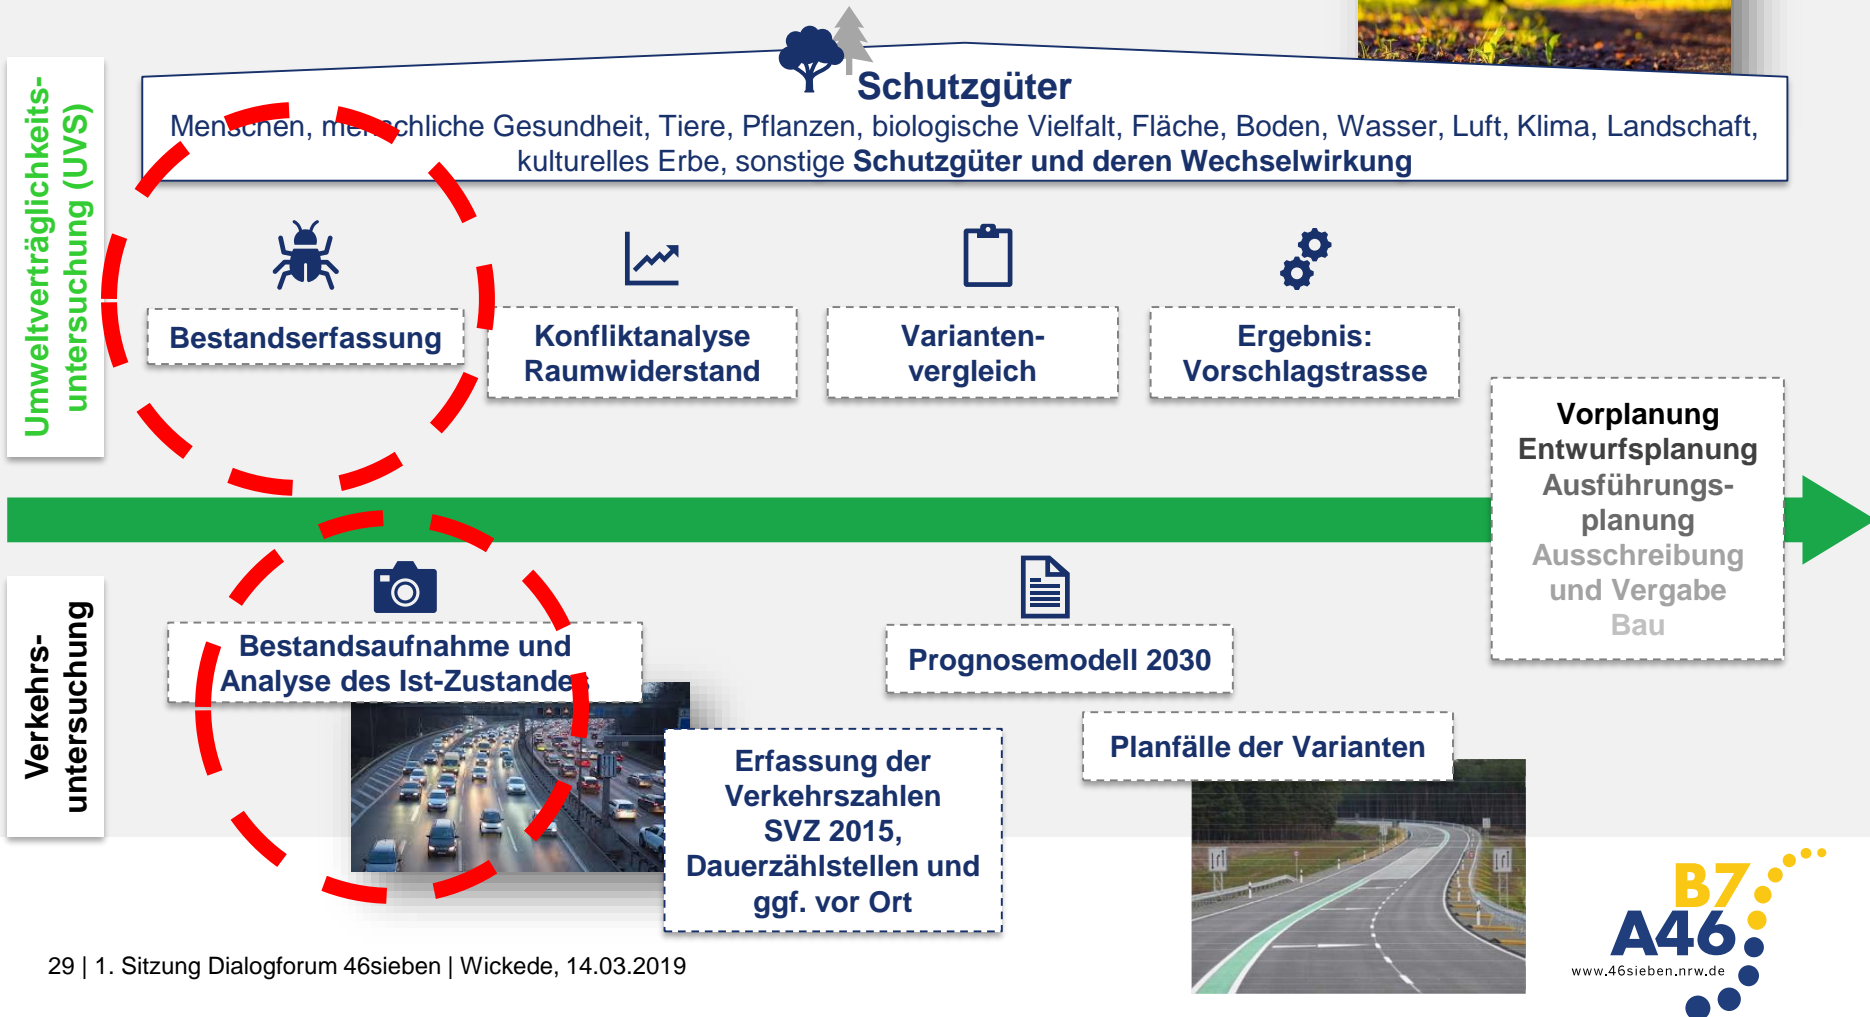 Schutzgüter
Menschen, menschliche Gesundheit, Tiere, Pflanzen, biologische Vielfalt, Fläche, Boden, Wasser, Luft, Klima, Landschaft,
kulturelles Erbe, sonstige Schutzgüter und deren Wechselwirkung
Umweltverträglichkeits-
untersuchung (UVS)
Bestandserfassung
Konfliktanalyse
Raumwiderstand
Varianten-
vergleich
Ergebnis:
Vorschlagstrasse
Vorplanung
Entwurfsplanung
Ausführungs-
planung
Ausschreibung
und Vergabe
Bau
Verkehrs-
untersuchung
Bestandsaufnahme und
Analyse des Ist-Zustandes
Erfassung der
Verkehrszahlen
SVZ 2015,
Dauerzählstellen und
ggf. vor Ort
Prognosemodell 2030
Planfälle der Varianten
B7
A46
www.46sieben.nrw.de
29 | 1. Sitzung Dialogforum 46sieben | Wickede, 14.03.2019